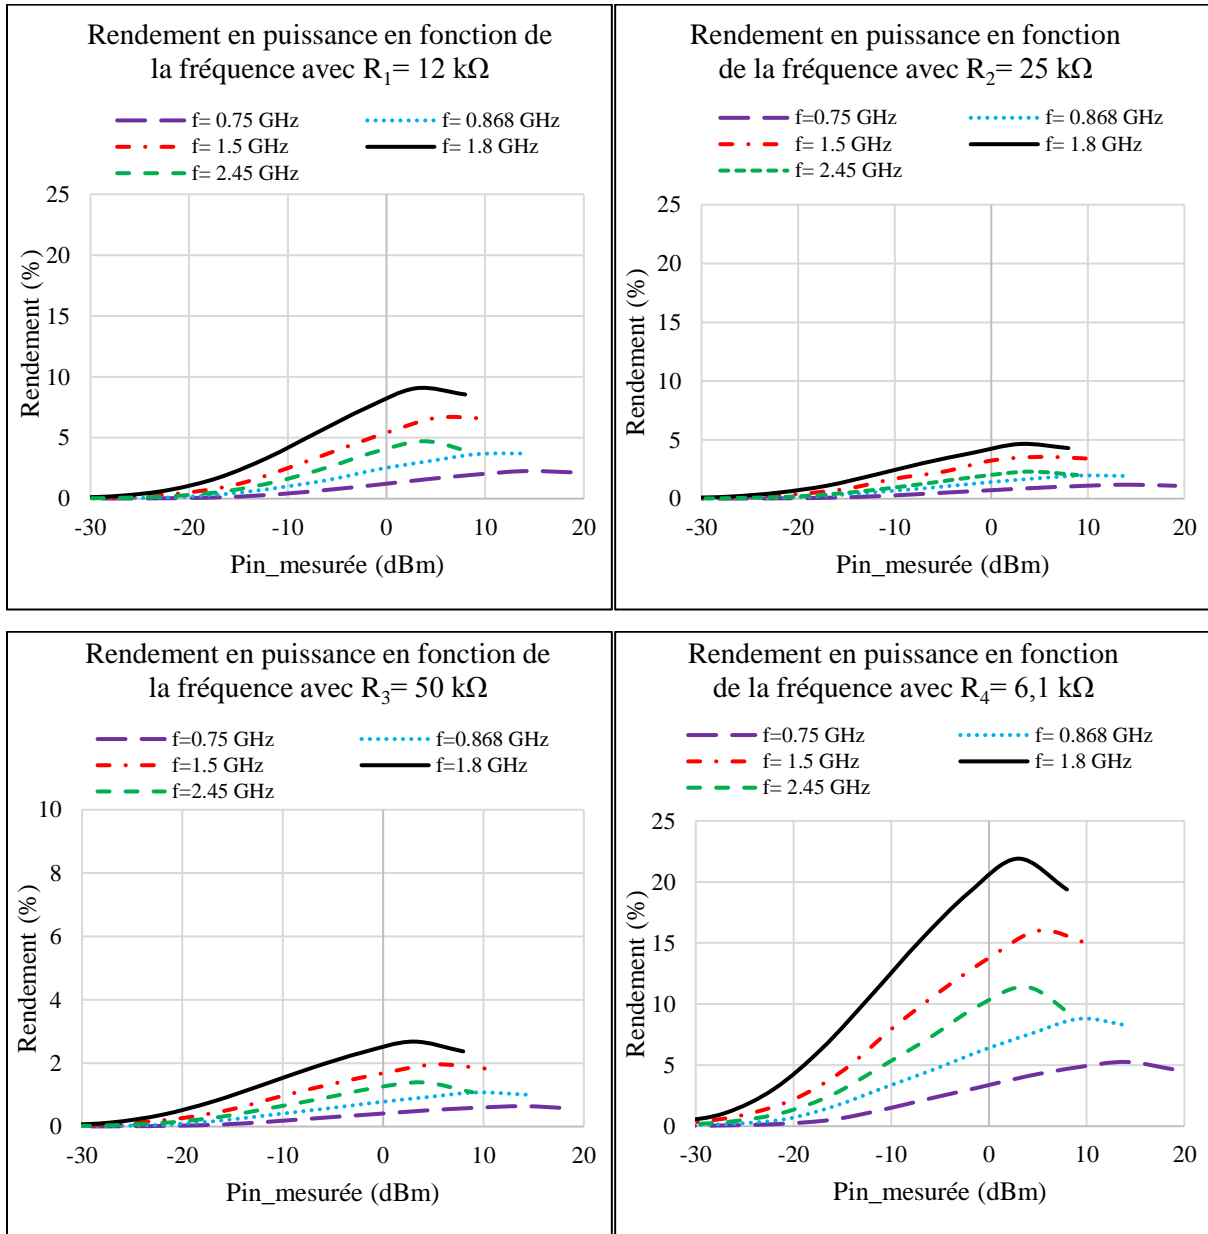 Rendement en puissance en fonction de
la fréquence avec R₁= 12 kΩ
f= 0.75 GHz
f= 0.868 GHz
f= 1.5 GHz
f= 1.8 GHz
f= 2.45 GHz
25
20
15
10
5
0
Rendement (%)
-30
-20
-10
0
10
20
Pin_mesurée (dBm)
Rendement en puissance en fonction
de la fréquence avec R₂= 25 kΩ
f=0.75 GHz
f= 0.868 GHz
f= 1.5 GHz
f= 1.8 GHz
f= 2.45 GHz
25
20
15
10
5
0
Rendement (%)
-30
-20
-10
0
10
20
Pin_mesurée (dBm)
Rendement en puissance en fonction de
la fréquence avec R₃= 50 kΩ
f=0.75 GHz
f=0.868 GHz
f=1.5 GHz
f=1.8 GHz
f=2.45 GHz
10
8
6
4
2
0
Rendement (%)
-30
-20
-10
0
10
20
Pin_mesurée (dBm)
Rendement en puissance en fonction
de la fréquence avec R₄= 6,1 kΩ
f=0.75 GHz
f= 0.868 GHz
f= 1.5 GHz
f= 1.8 GHz
f= 2.45 GHz
25
20
15
10
5
0
Rendement (%)
-30
-20
-10
0
10
20
Pin_mesurée (dBm)